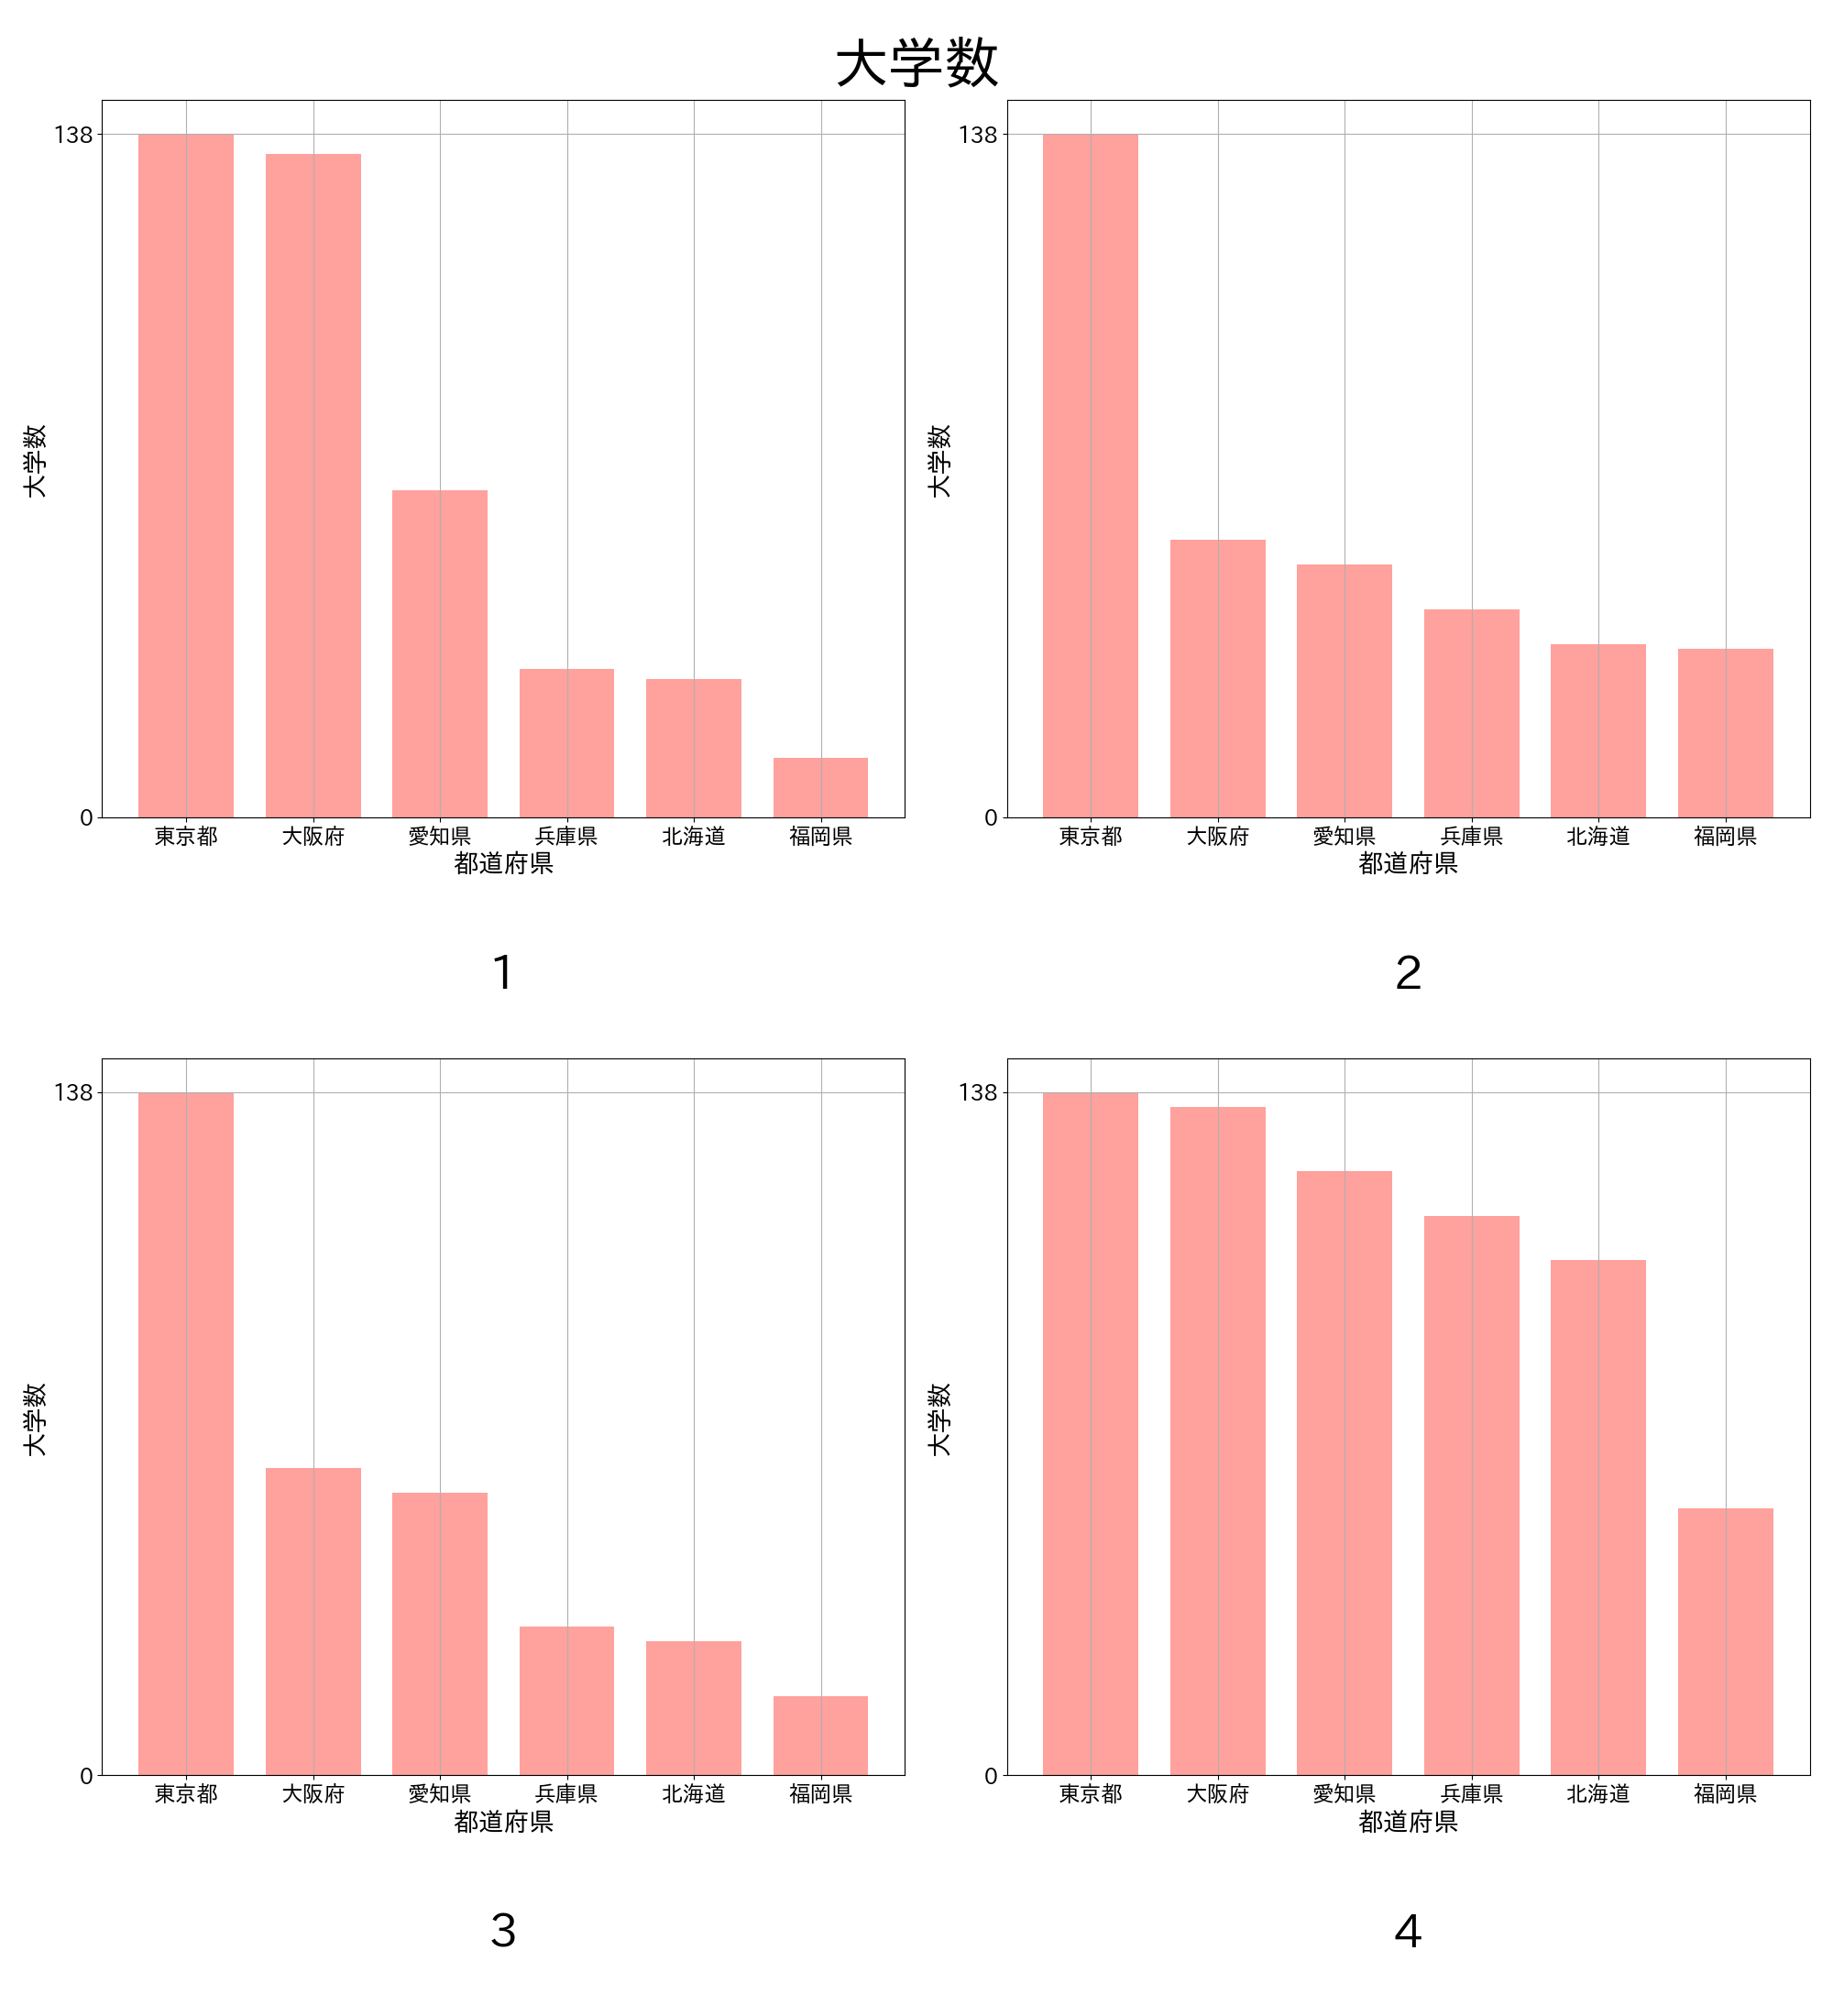 大学数
138
0
大学数
東京都 大阪府 愛知県 兵庫県 北海道 福岡県
都道府県
1
138
0
大学数
東京都 大阪府 愛知県 兵庫県 北海道 福岡県
都道府県
2
138
0
大学数
東京都 大阪府 愛知県 兵庫県 北海道 福岡県
都道府県
3
138
0
大学数
東京都 大阪府 愛知県 兵庫県 北海道 福岡県
都道府県
4